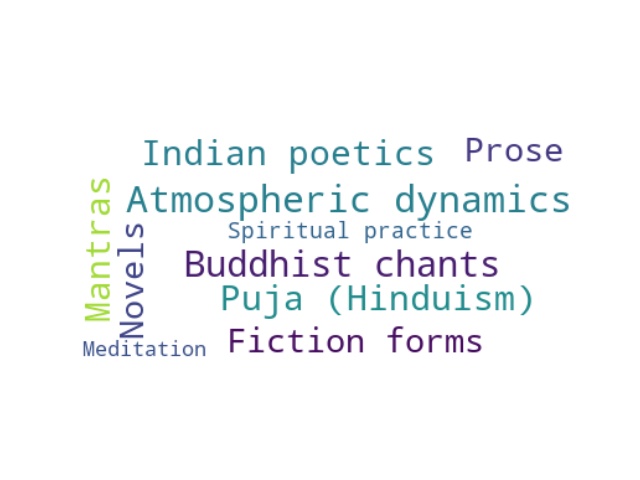 Indian poetics
Prose
Atmospheric dynamics
Mantras
Novels
Spiritual practice
Buddhist chants
Puja (Hinduism)
Fiction forms
Meditation